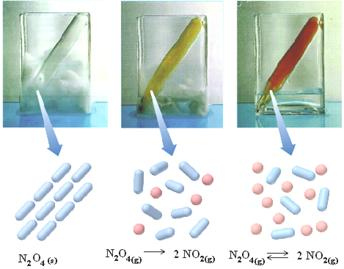 N₂O₄ (s)
N₂O₄(g) ⟶ 2 NO₂(g)
N₂O₄(g) ⇌ 2 NO₂(g)